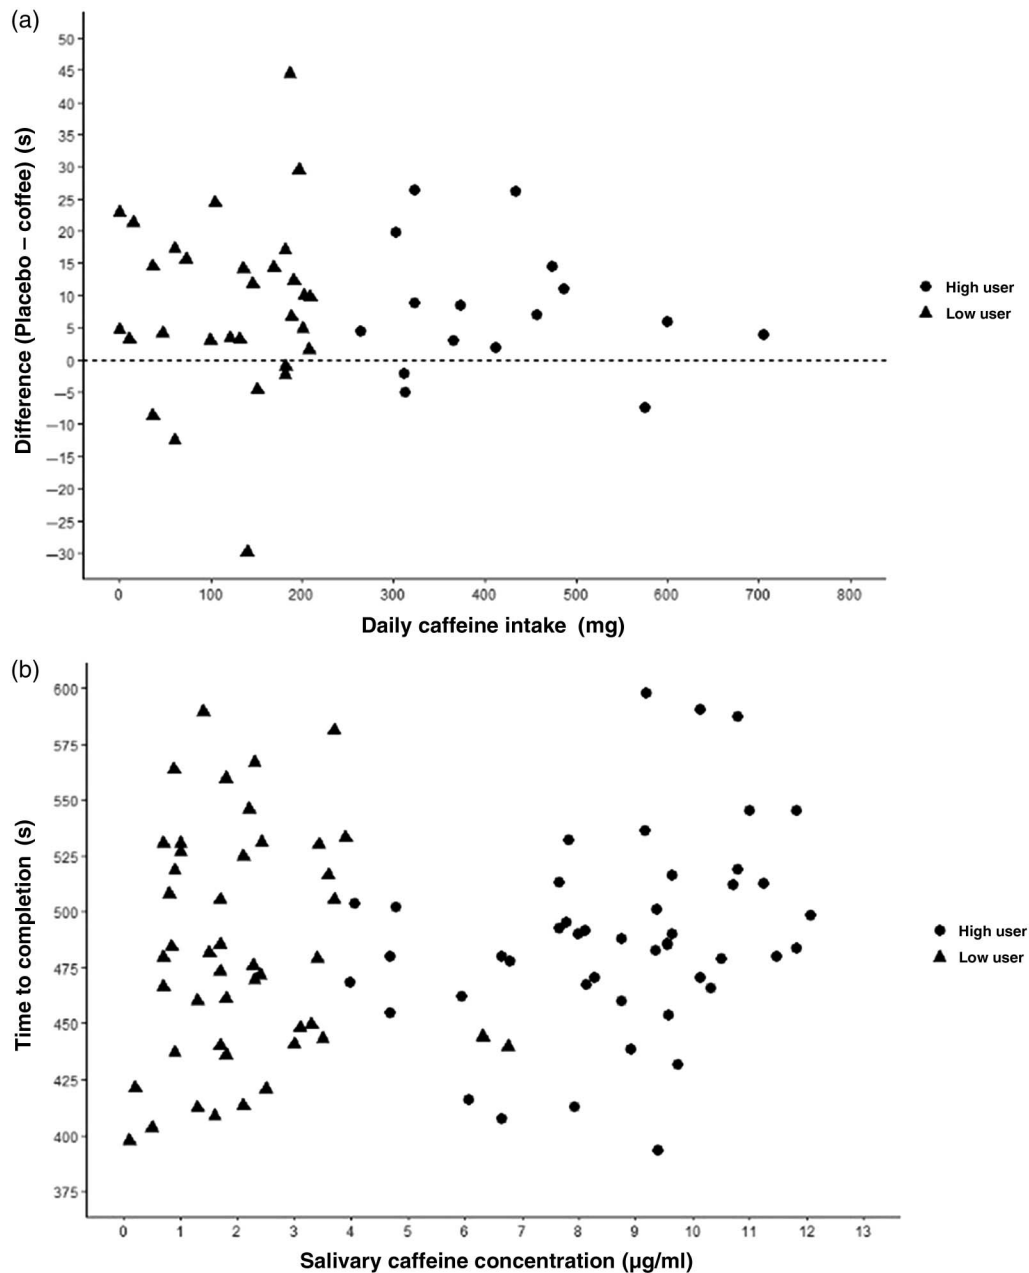 (a)
50
45
40
35
30
25
20
15
10
5
0
–5
–10
–15
–20
–25
–30
Difference (Placebo – coffee) (s)
0 100 200 300 400 500 600 700 800
Daily caffeine intake (mg)
High user
Low user
(b)
600
575
550
525
500
475
450
425
400
375
Time to completion (s)
0 1 2 3 4 5 6 7 8 9 10 11 12 13
Salivary caffeine concentration (µg/ml)
High user
Low user